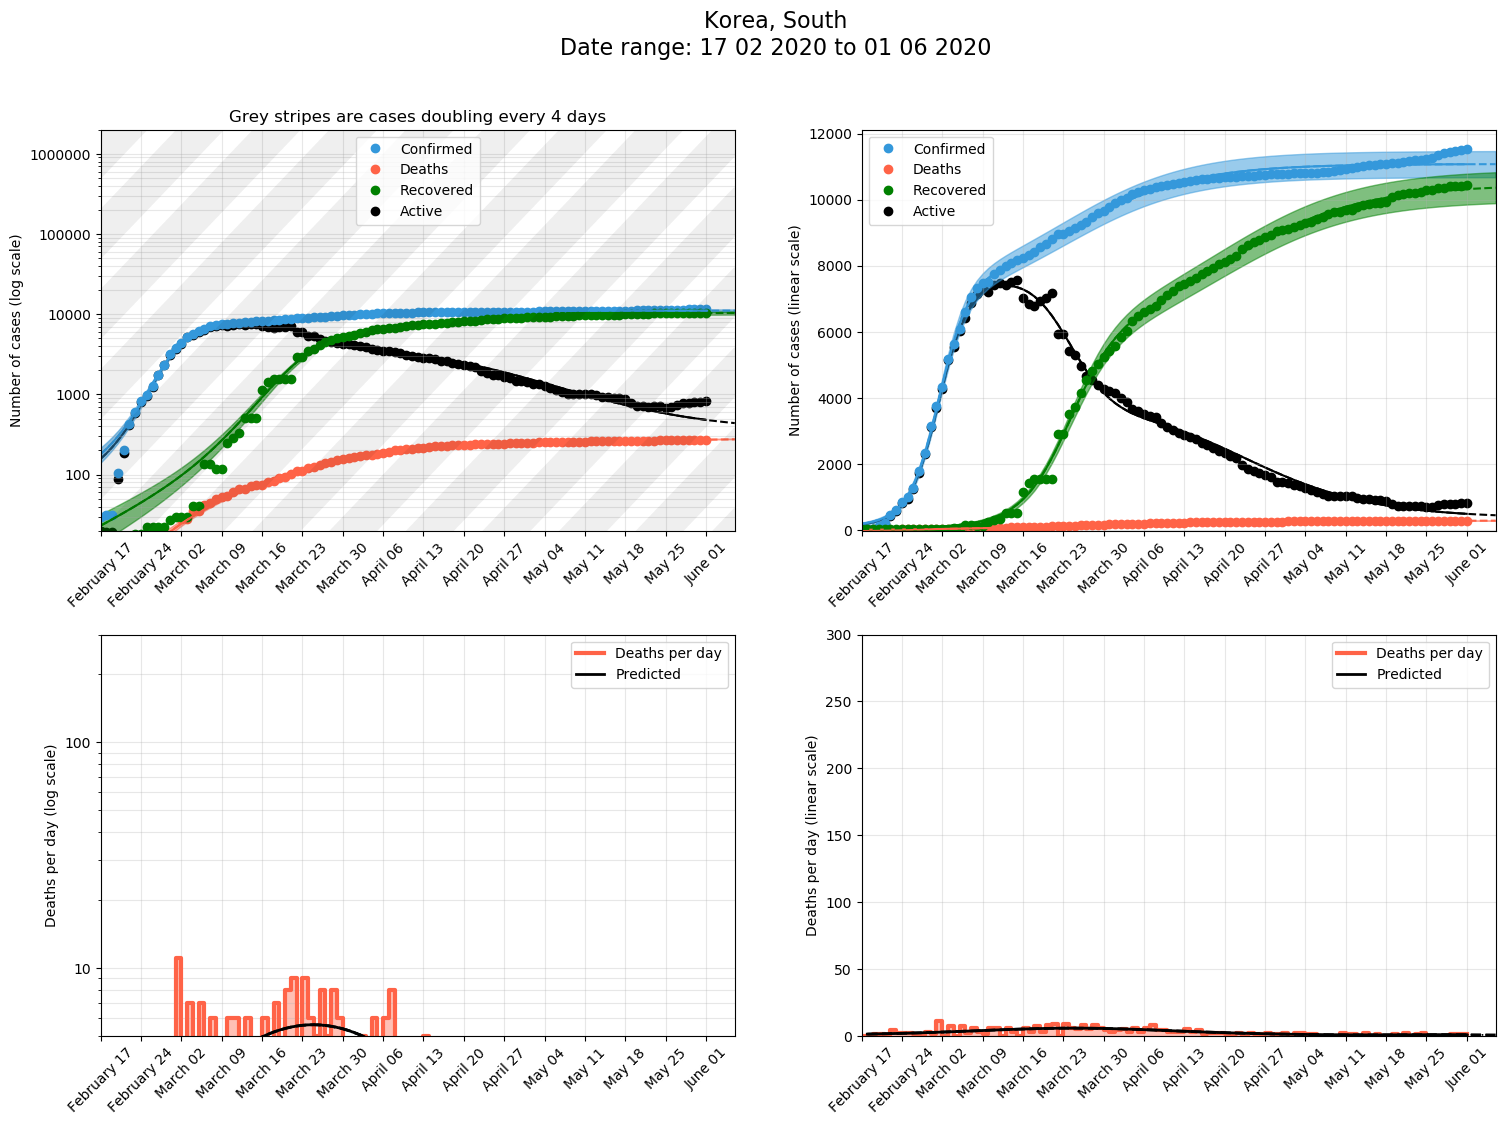 Korea, South
Date range: 17 02 2020 to 01 06 2020
Grey stripes are cases doubling every 4 days
Number of cases (log scale)
1000000
100000
10000
1000
100
Confirmed
Deaths
Recovered
Active
February 17
February 24
March 02
March 09
March 16
March 23
March 30
April 06
April 13
April 20
April 27
May 04
May 11
May 18
May 25
June 01
Number of cases (linear scale)
12000
10000
8000
6000
4000
2000
0
Confirmed
Deaths
Recovered
Active
February 17
February 24
March 02
March 09
March 16
March 23
March 30
April 06
April 13
April 20
April 27
May 04
May 11
May 18
May 25
June 01
Deaths per day (log scale)
100
10
Deaths per day
Predicted
February 17
February 24
March 02
March 09
March 16
March 23
March 30
April 06
April 13
April 20
April 27
May 04
May 11
May 18
May 25
June 01
Deaths per day (linear scale)
300
250
200
150
100
50
0
Deaths per day
Predicted
February 17
February 24
March 02
March 09
March 16
March 23
March 30
April 06
April 13
April 20
April 27
May 04
May 11
May 18
May 25
June 01